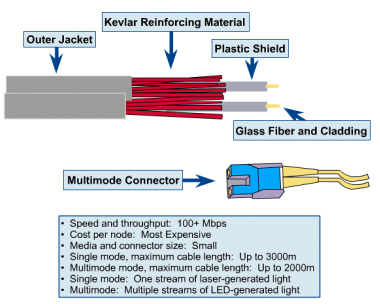 Kevlar Reinforcing Material
Outer Jacket
Plastic Shield
Glass Fiber and Cladding
Multimode Connector
• Speed and throughput: 100+ Mbps
• Cost per node: Most Expensive
• Media and connector size: Small
• Single mode, maximum cable length: Up to 3000m
• Multimode mode, maximum cable length: Up to 2000m
• Single mode: One stream of laser-generated light
• Multimode: Multiple streams of LED-generated light